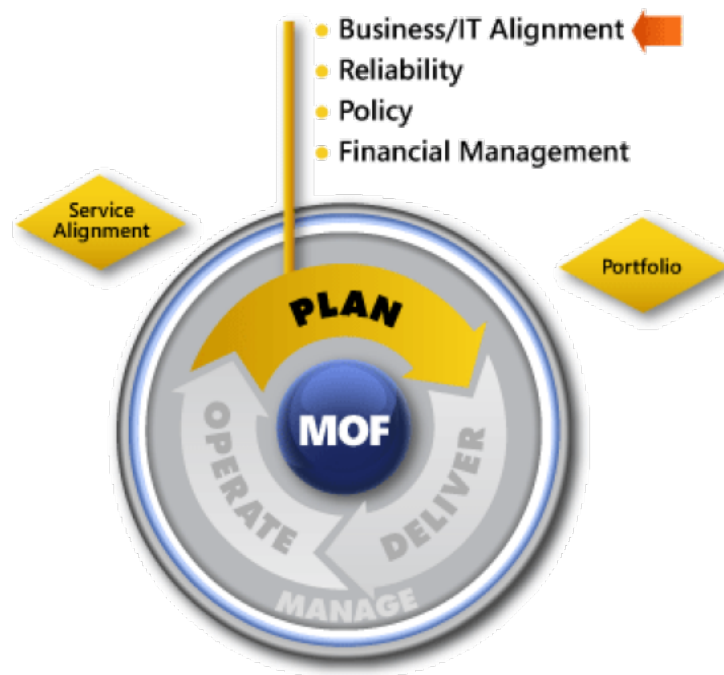 Business/IT Alignment
Reliability
Policy
Financial Management
Service
Alignment
Portfolio
PLAN
MOF
OPERATE
DELIVER
MANAGE